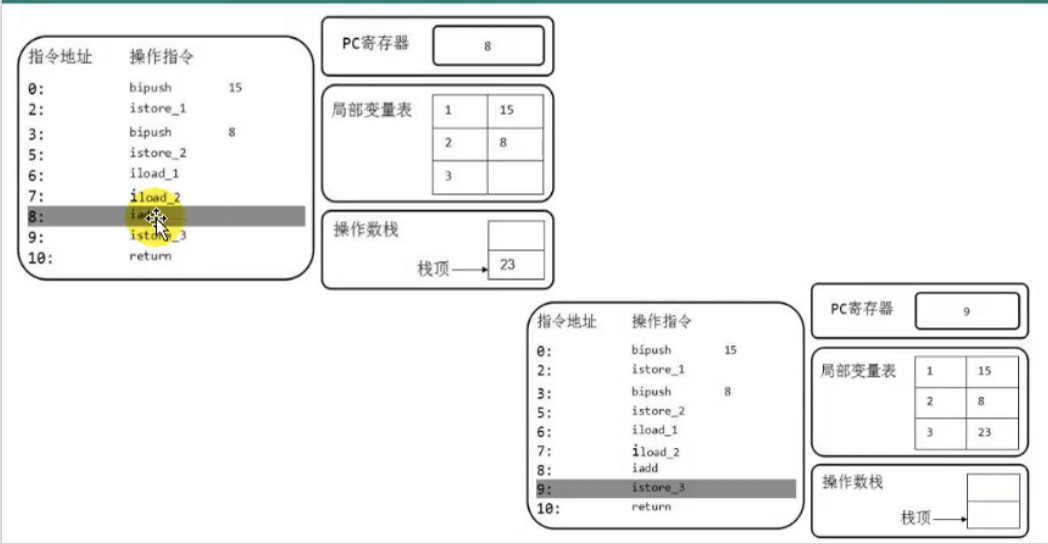 指令地址 操作指令
0: bipush 15
2: istore_1
3: bipush 8
5: istore_2
6: iload_1
7: iload_2
8:
9: istore_3
10: return
PC寄存器 8
局部变量表
1 15
2 8
3
操作数栈
栈顶 23
指令地址 操作指令
0: bipush 15
2: istore_1
3: bipush 8
5: istore_2
6: iload_1
7: iload_2
8: iadd
9: istore_3
10: return
PC寄存器 9
局部变量表
1 15
2 8
3 23
操作数栈
栈顶